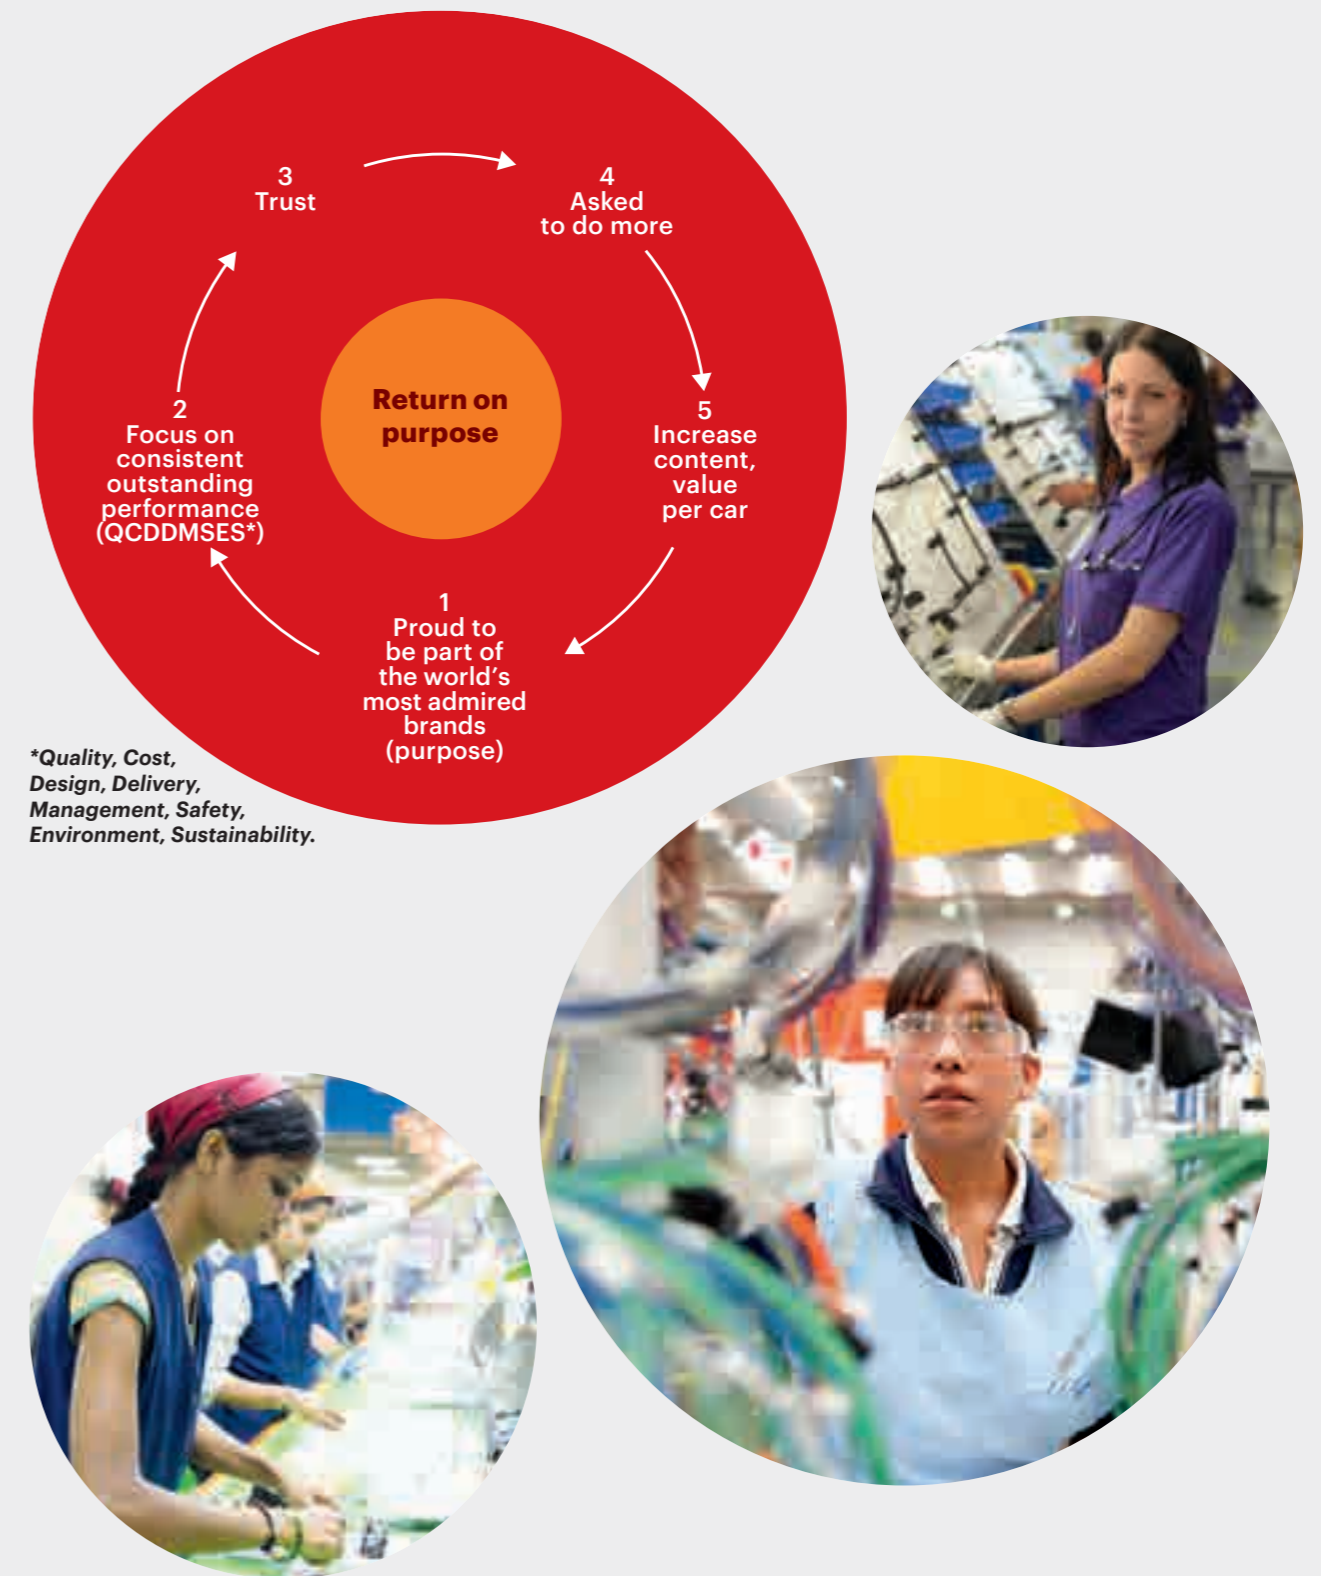 3
Trust
4
Asked
to do more
Return on
purpose
2
Focus on
consistent
outstanding
performance
(QCDDMSES*)
5
Increase
content,
value
per car
1
Proud to
be part of
the world’s
most admired
brands
(purpose)
*Quality, Cost,
Design, Delivery,
Management, Safety,
Environment, Sustainability.